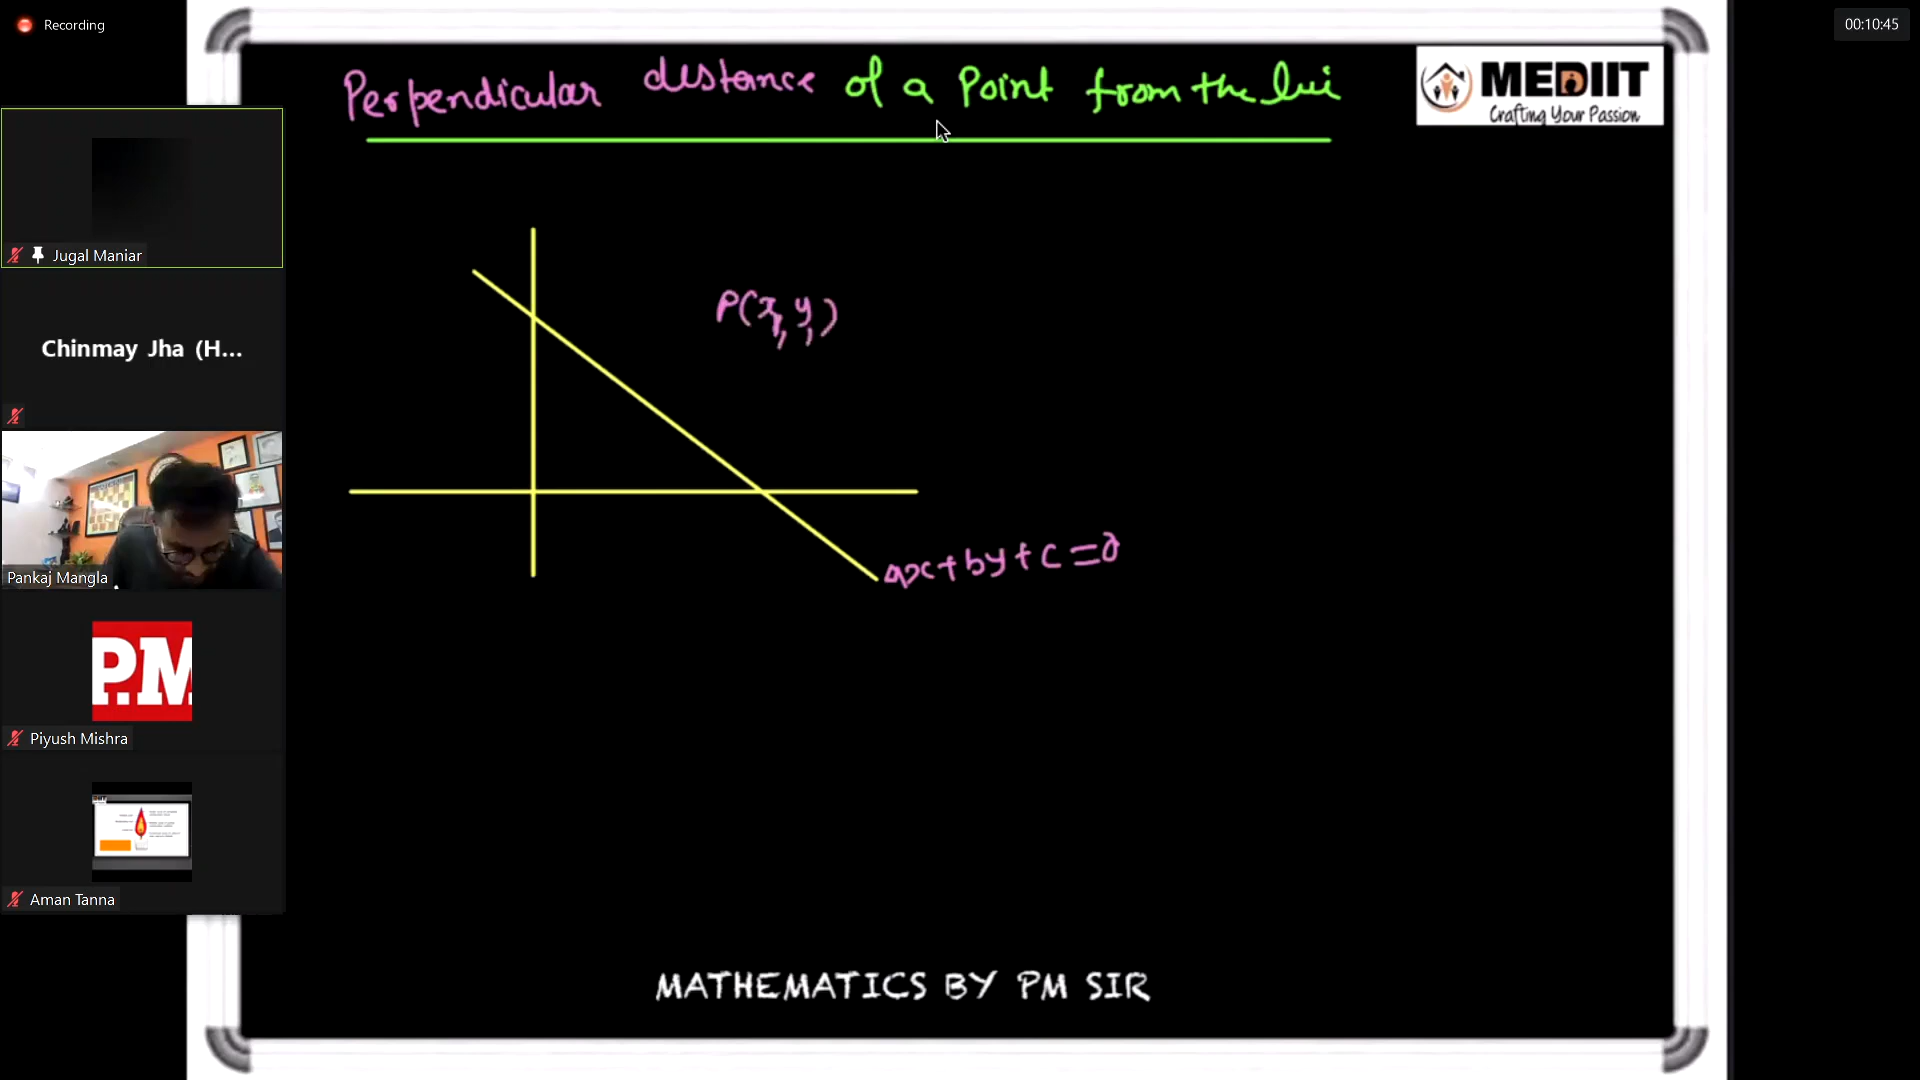 Recording
00:10:45
Perpendicular distance of a Point from the line
MEDIIT
Crafting Your Passion
Jugal Maniar
P(x₁, y₁)
Chinmay Jha (H...
ax+by+c=0
Pankaj Mangla
P.M
Piyush Mishra
Aman Tanna
MATHEMATICS BY PM SIR